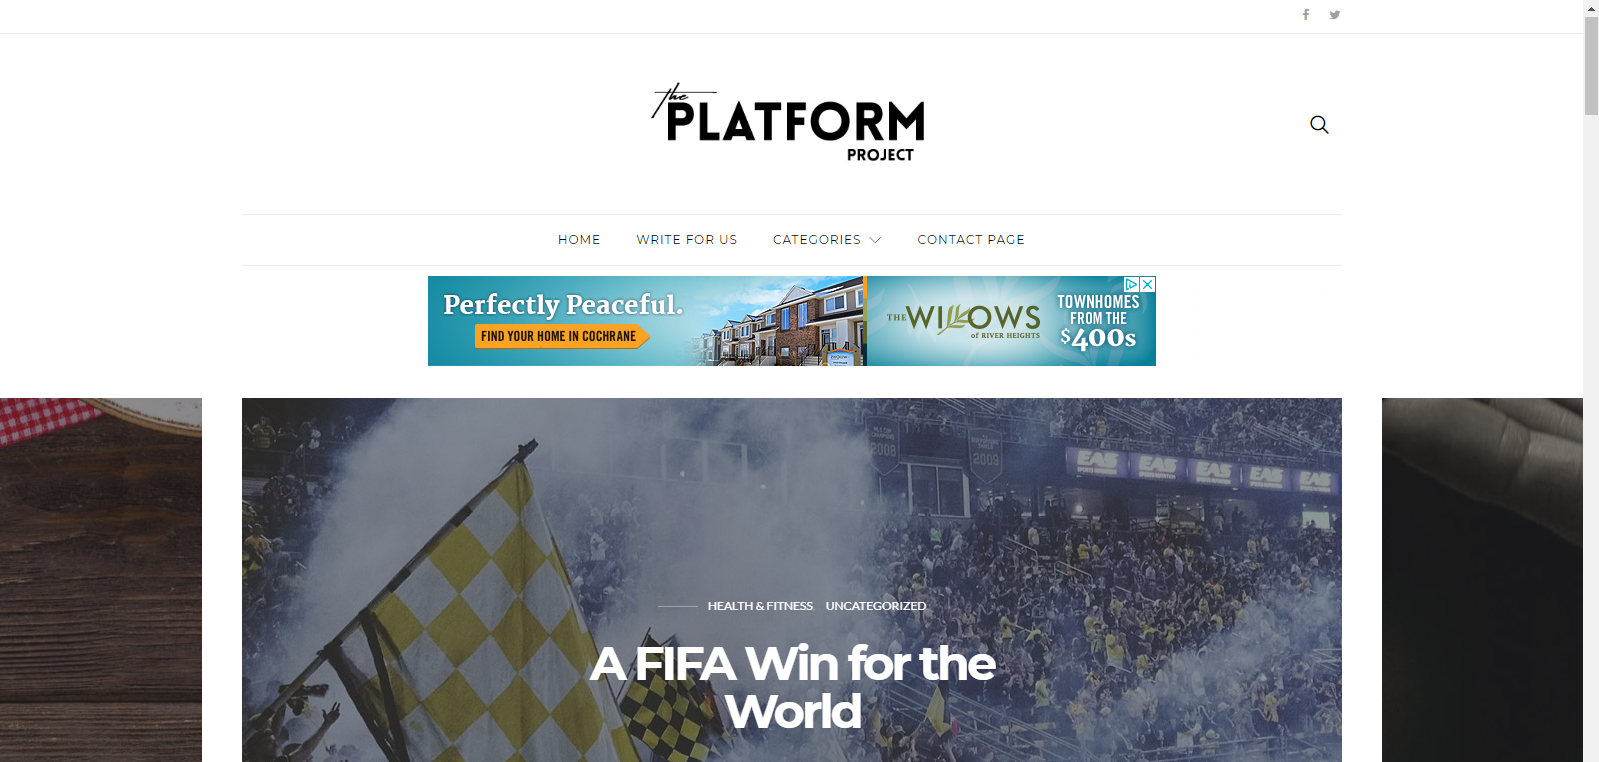 the
PLATFORM
PROJECT
HOME WRITE FOR US CATEGORIES CONTACT PAGE
Perfectly Peaceful.
FIND YOUR HOME IN COCHRANE
THE WILLOWS
of RIVER HEIGHTS
TOWNHOMES
FROM THE
$400s
2008
2009
EAS EAS EAS EAS EAS
HEALTH & FITNESS, UNCATEGORIZED
A FIFA Win for the
World